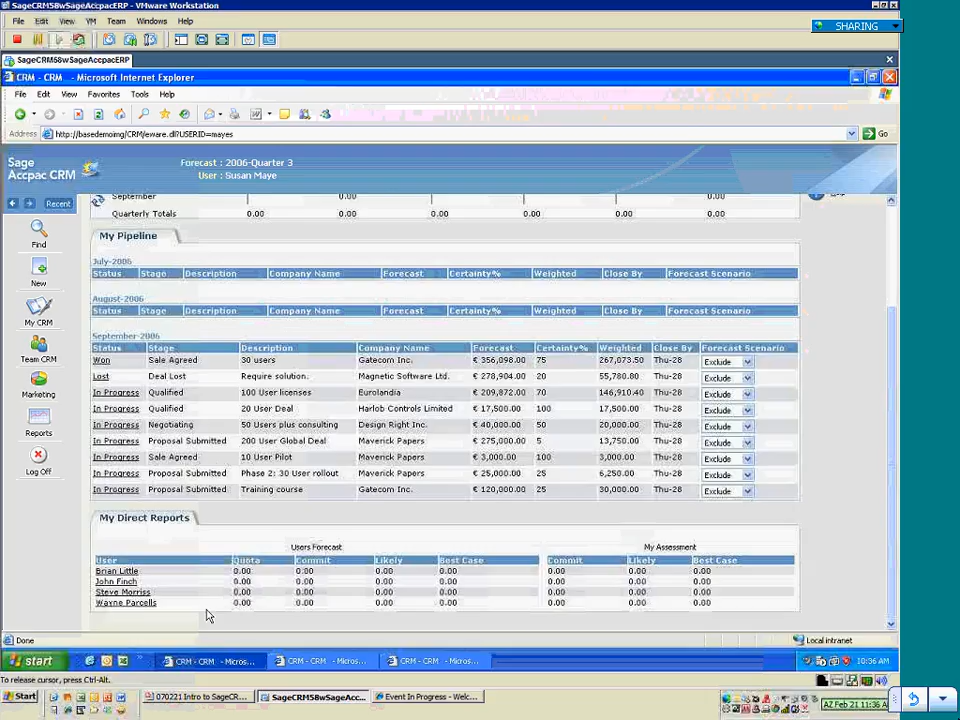 SageCRM58wSageAccpacERP - VMware Workstation
File Edit View VM Team Windows Help
SHARING
SageCRM58wSageAccpacERP
CRM - CRM - Microsoft Internet Explorer
File Edit View Favorites Tools Help
Address http://basedemoimg/CRM/eware.dll?USERID=mayes Go
Sage Accpac CRM
Forecast : 2006-Quarter 3
User : Susan Maye
Recent
September 0.00 0.00 0.00 0.00 0.00
Quarterly Totals 0.00 0.00 0.00 0.00 0.00
Find
New
My CRM
Team CRM
Marketing
Reports
Log Off
My Pipeline
July-2006
Status Stage Description Company Name Forecast Certainty% Weighted Close By Forecast Scenario
August-2006
Status Stage Description Company Name Forecast Certainty% Weighted Close By Forecast Scenario
September-2006
Status Stage Description Company Name Forecast Certainty% Weighted Close By Forecast Scenario
Won Sale Agreed 30 users Gatecom Inc. € 356,098.00 75 267,073.50 Thu-28 Exclude
Lost Deal Lost Require solution. Magnetic Software Ltd. € 278,904.00 20 55,780.80 Thu-28 Exclude
In Progress Qualified 100 User licenses Eurolandia € 209,872.00 70 146,910.40 Thu-28 Exclude
In Progress Qualified 20 User Deal Harlob Controls Limited € 17,500.00 100 17,500.00 Thu-28 Exclude
In Progress Negotiating 50 Users plus consulting Design Right Inc. € 40,000.00 50 20,000.00 Thu-28 Exclude
In Progress Proposal Submitted 200 User Global Deal Maverick Papers € 275,000.00 5 13,750.00 Thu-28 Exclude
In Progress Sale Agreed 10 User Pilot Maverick Papers € 3,000.00 100 3,000.00 Thu-28 Exclude
In Progress Proposal Submitted Phase 2: 30 User rollout Maverick Papers € 25,000.00 25 6,250.00 Thu-28 Exclude
In Progress Proposal Submitted Training course Gatecom Inc. € 120,000.00 25 30,000.00 Thu-28 Exclude
My Direct Reports
Users Forecast My Assessment
User Quota Commit Likely Best Case Commit Likely Best Case
Brian Little 0.00 0.00 0.00 0.00 0.00 0.00 0.00
John Finch 0.00 0.00 0.00 0.00 0.00 0.00 0.00
Steve Morriss 0.00 0.00 0.00 0.00 0.00 0.00 0.00
Wayne Parcells 0.00 0.00 0.00 0.00 0.00 0.00 0.00
Done Local intranet
start CRM - CRM - Micros... CRM - CRM - Micros... CRM - CRM - Micros... 10:36 AM
To release cursor, press Ctrl-Alt.
Start 070221 Intro to SageCR... SageCRM58wSageAcc... Event In Progress - Welc... AZ Feb 21 11:36 A